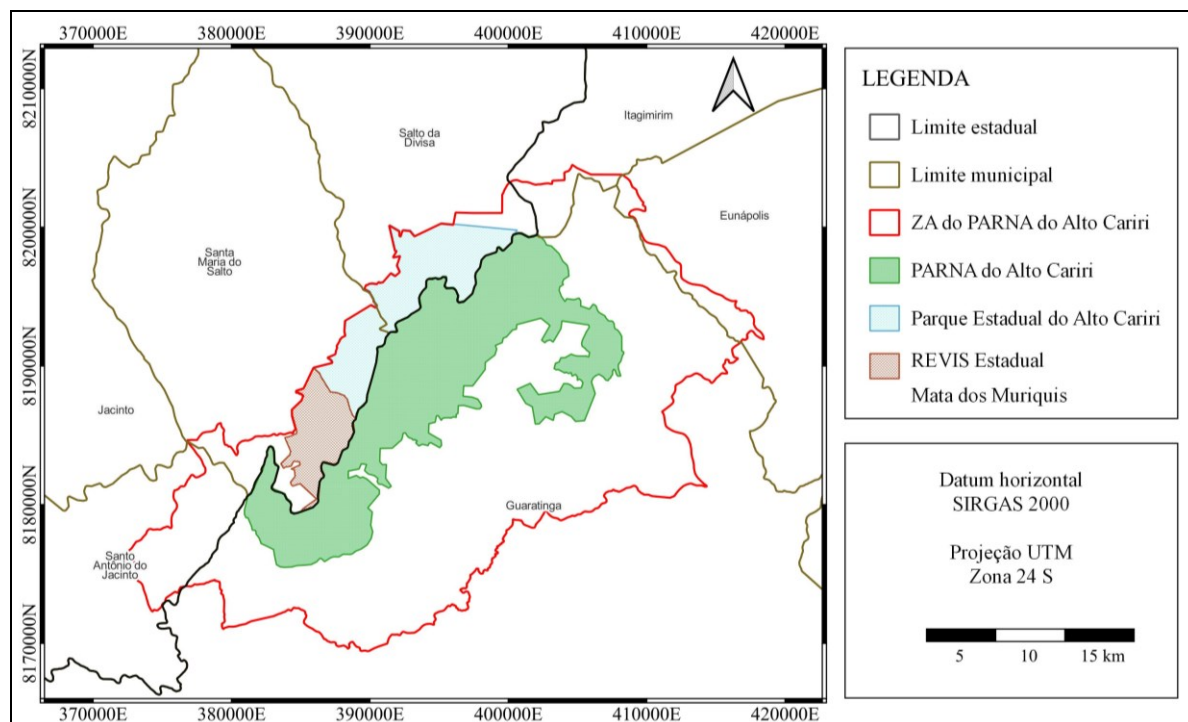 370000E 380000E 390000E 400000E 410000E 420000E
8210000N
8200000N
8190000N
8180000N
8170000N
Itagimirim
Salto da
Divisa
Eunápolis
Santa
Maria do
Salto
Jacinto
Guaratinga
Santo
Antônio do
Jacinto
370000E 380000E 390000E 400000E 410000E 420000E
LEGENDA
Limite estadual
Limite municipal
ZA do PARNA do Alto Cariri
PARNA do Alto Cariri
Parque Estadual do Alto Cariri
REVIS Estadual
Mata dos Muriquis
Datum horizontal
SIRGAS 2000
Projeção UTM
Zona 24 S
5 10 15 km